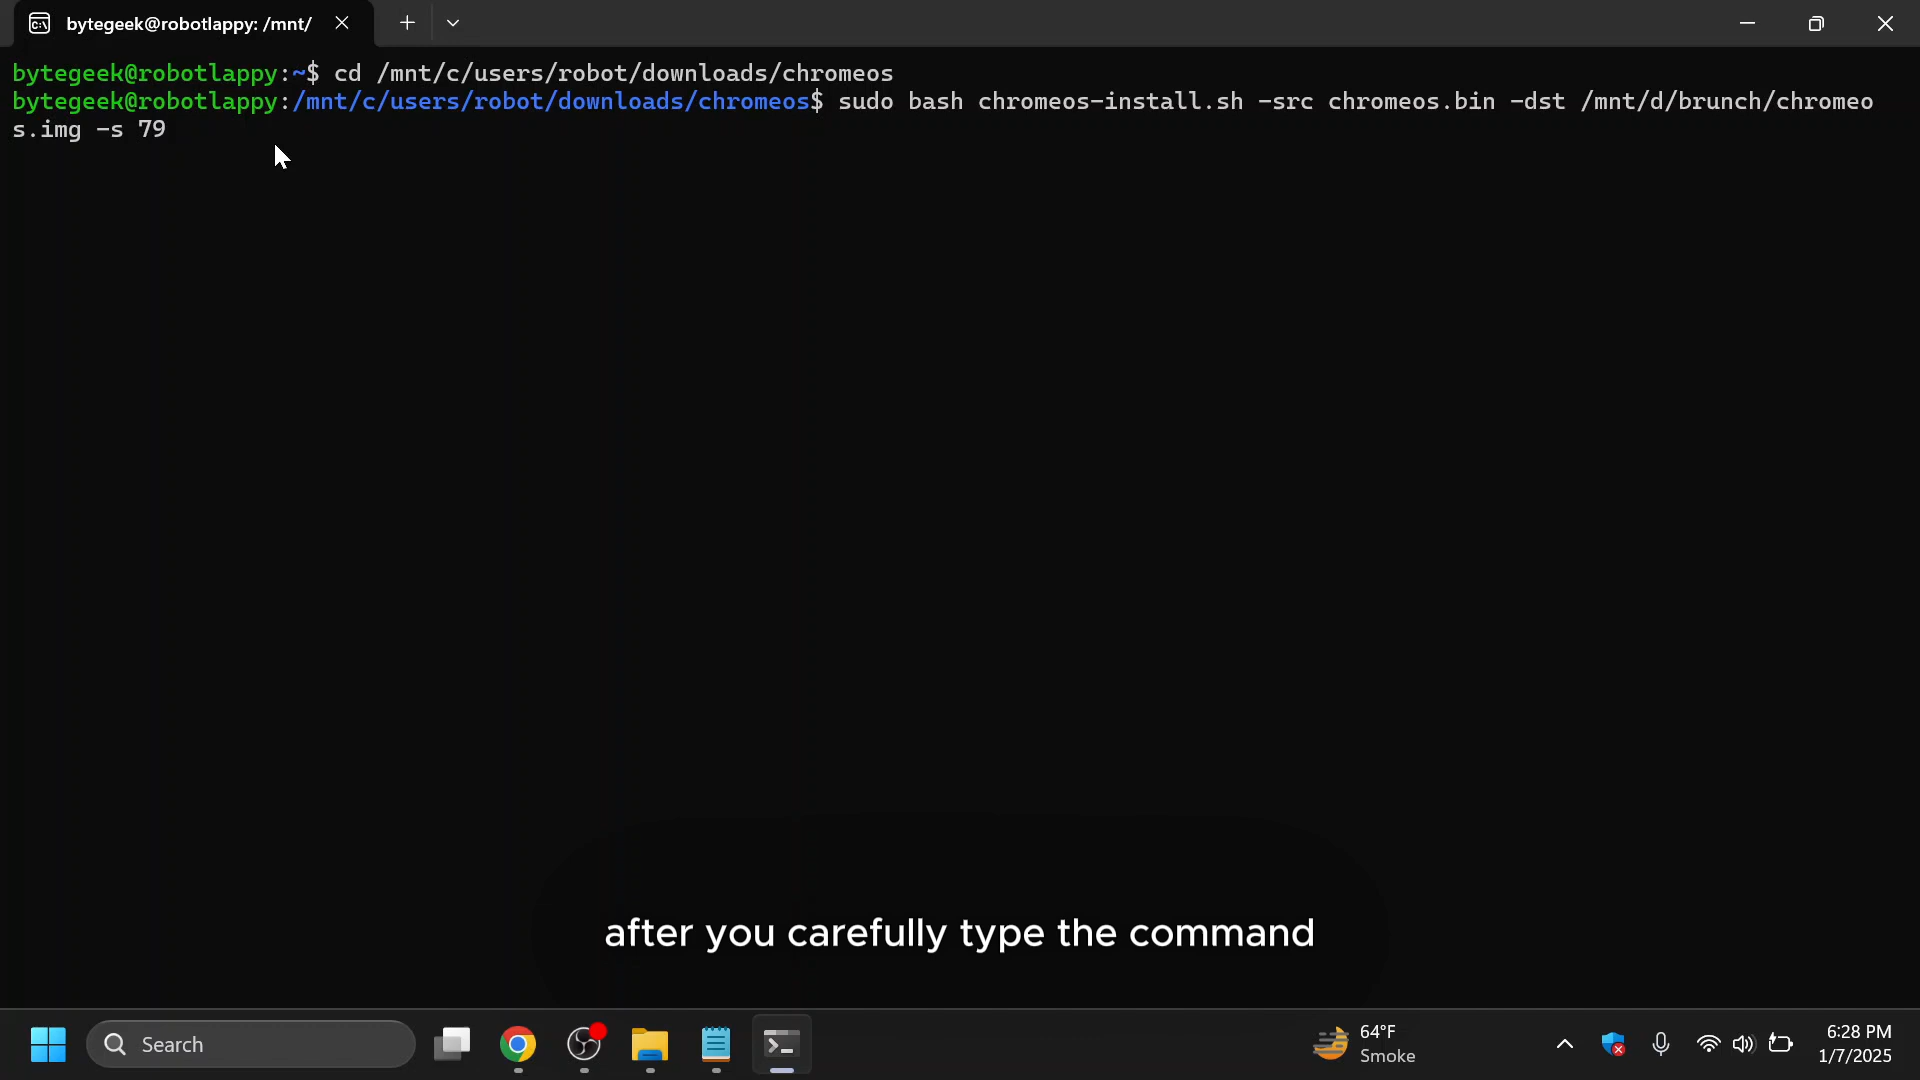 bytegeek@robotlappy: /mnt/
bytegeek@robotlappy:~$ cd /mnt/c/users/robot/downloads/chromeos
bytegeek@robotlappy:/mnt/c/users/robot/downloads/chromeos$ sudo bash chromeos-install.sh -src chromeos.bin -dst /mnt/d/brunch/chromeo
s.img -s 79
after you carefully type the command
Search
64°F
Smoke
6:28 PM
1/7/2025